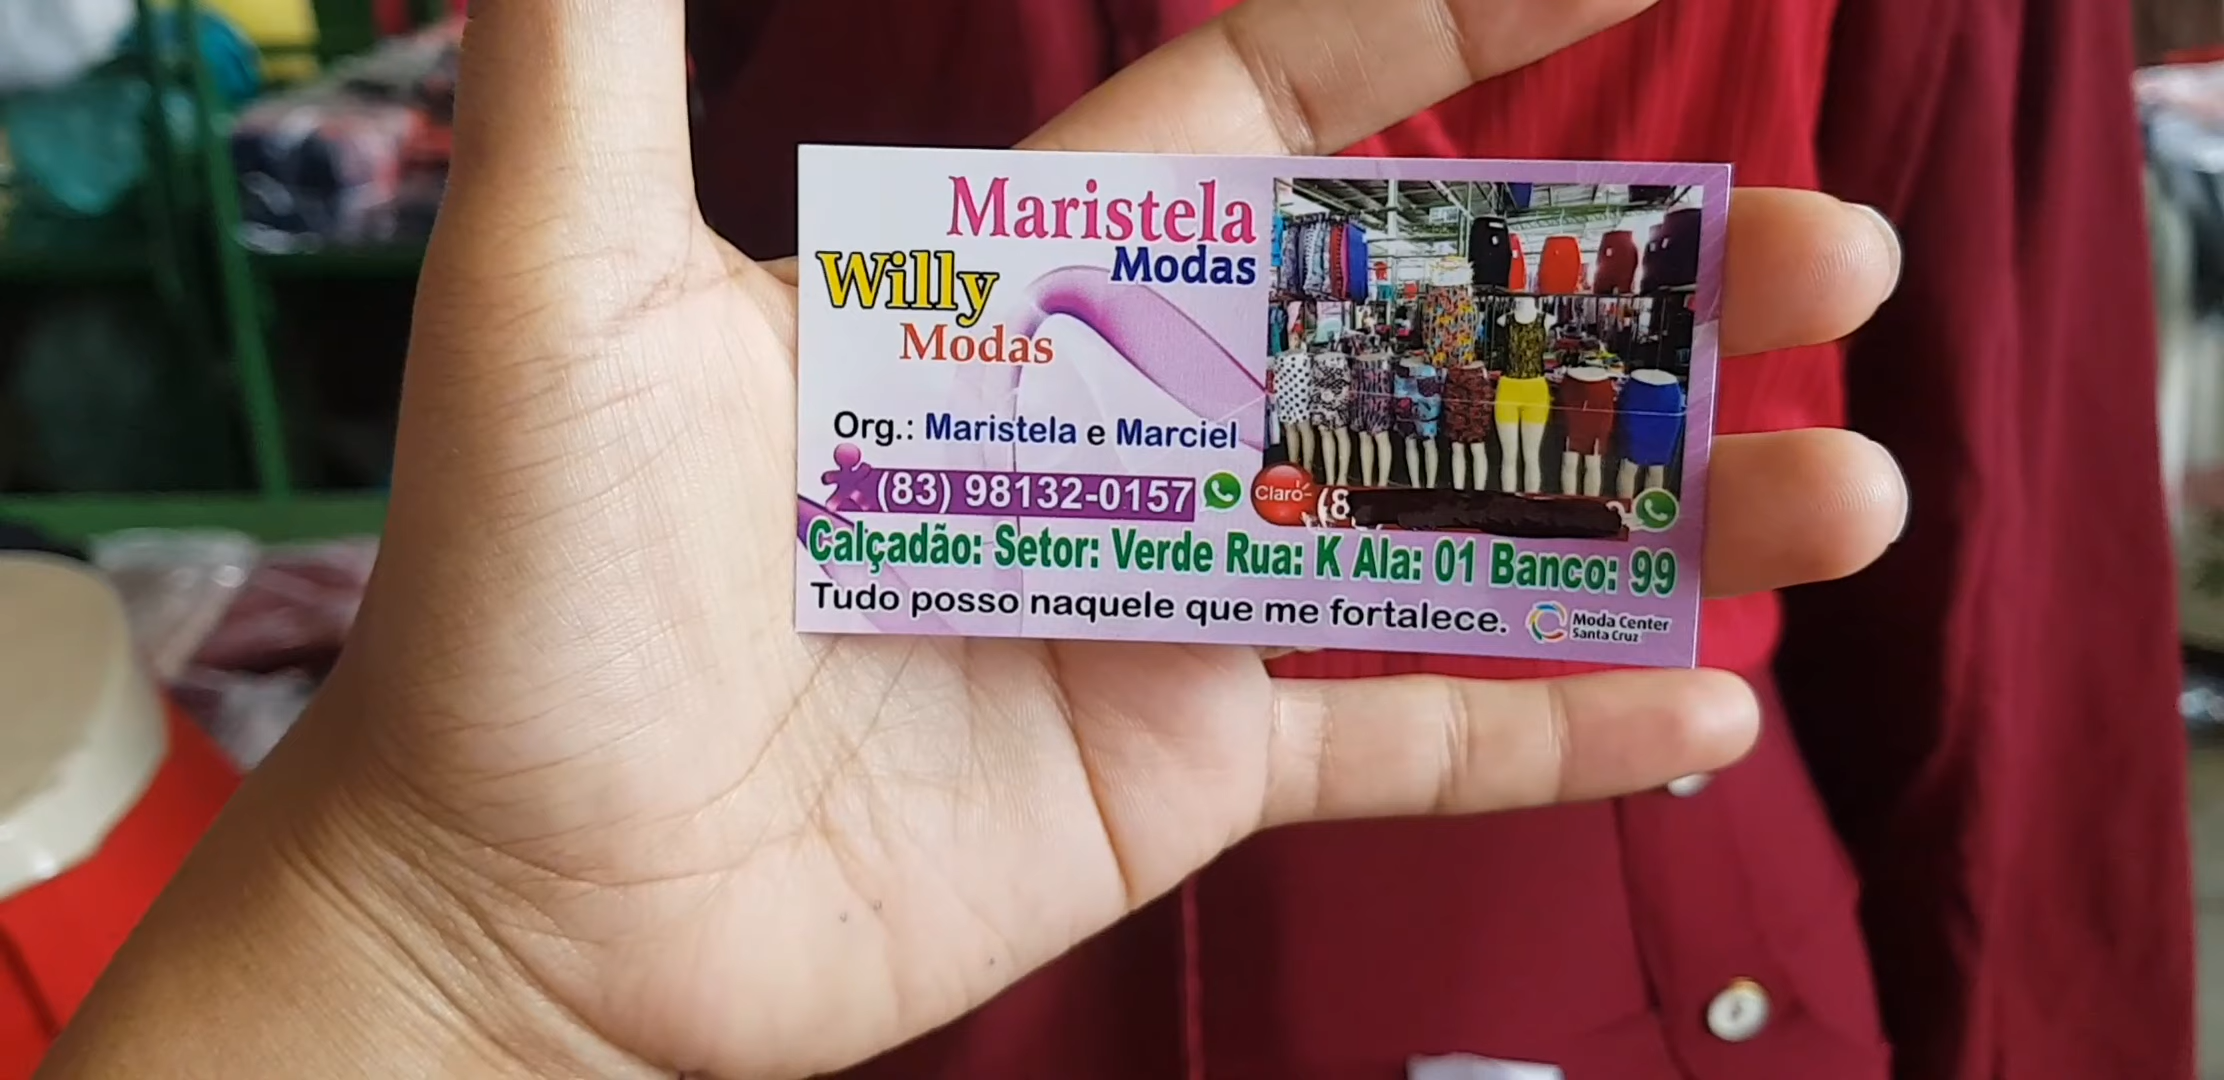 Maristela
Modas
Willy
Modas
Org.: Maristela e Marciel
(83) 98132-0157
Claro (8
Calçadão: Setor: Verde Rua: K Ala: 01 Banco: 99
Tudo posso naquele que me fortalece.
Moda Center
Santa Cruz